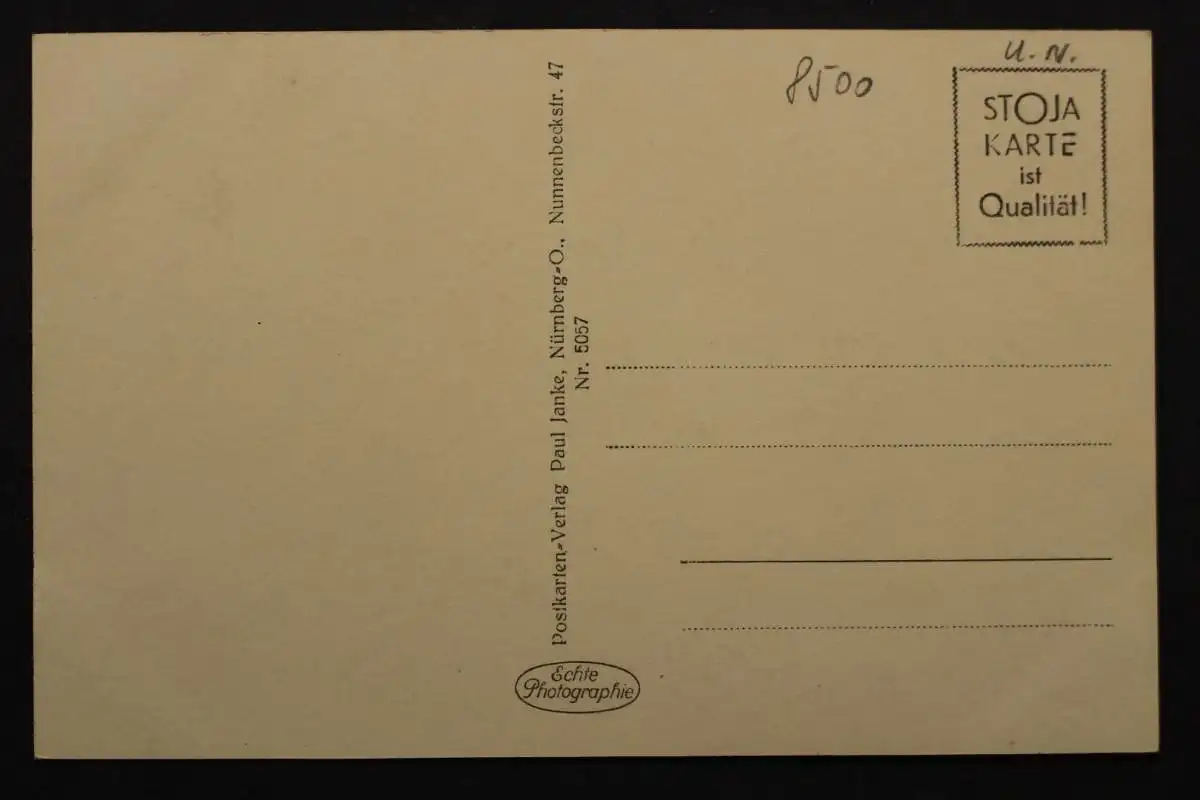 U.N.
8500
STOJA
KARTE
ist
Qualität!
Postkarten-Verlag Paul Janke, Nürnberg-O., Nunnenbeckstr. 47
Nr. 5057
Echte
Photographie